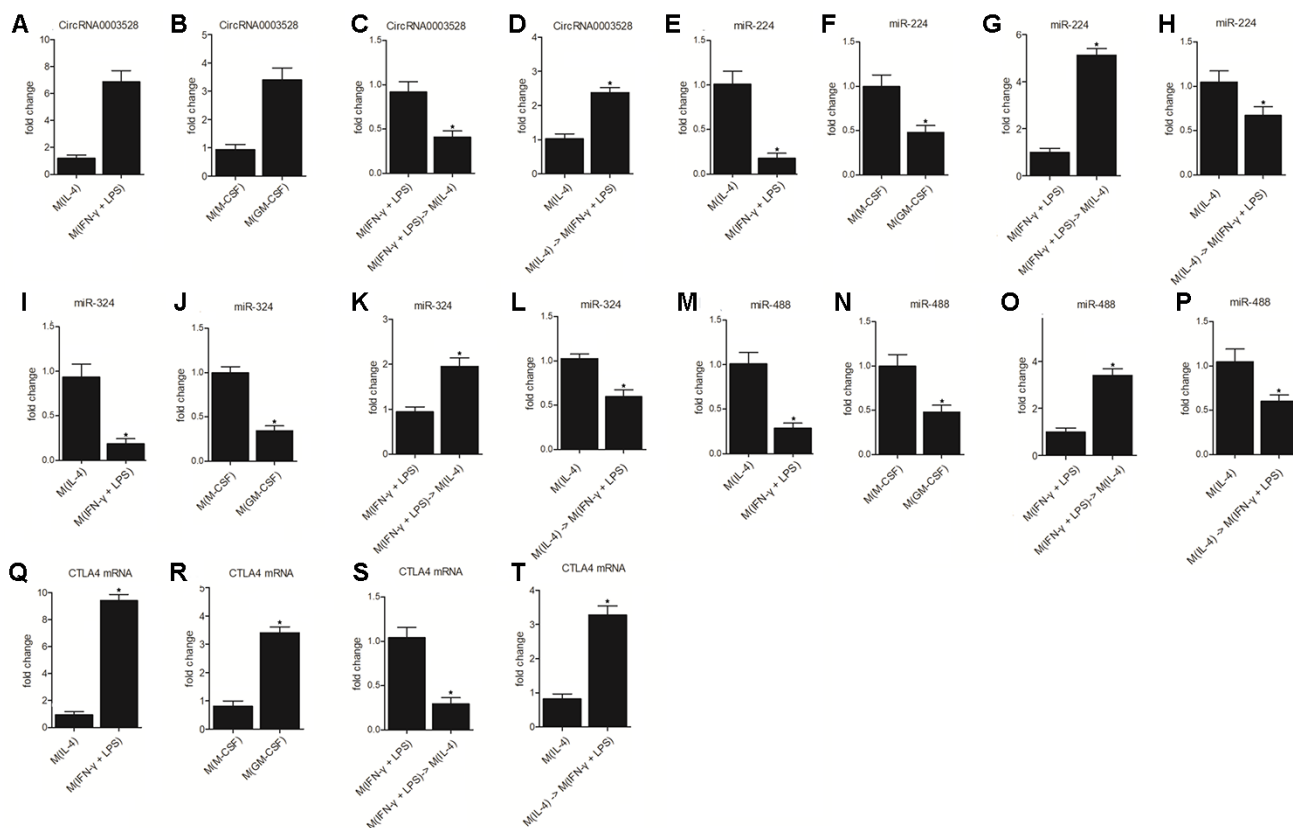 A
CircRNA0003528
fold change
10
8
6
4
2
0
M(IL-4)
M(IFN-γ + LPS)
B
CircRNA0003528
fold change
5
4
3
2
1
0
M(M-CSF)
M(GM-CSF)
C
CircRNA0003528
fold change
1.5
1.0
0.5
0.0
*
M(IFN-γ + LPS)
M(IFN-γ + LPS)-> M(IL-4)
D
CircRNA0003528
fold change
4
3
2
1
0
*
M(IL-4)
M(IL-4) -> M(IFN-γ + LPS)
E
miR-224
fold change
1.5
1.0
0.5
0.0
*
M(IL-4)
M(IFN-γ + LPS)
F
miR-224
fold change
1.5
1.0
0.5
0.0
*
M(M-CSF)
M(GM-CSF)
G
miR-224
fold change
6
4
2
0
*
M(IFN-γ + LPS)
M(IFN-γ + LPS)-> M(IL-4)
H
miR-224
fold change
1.5
1.0
0.5
0.0
*
M(IL-4)
M(IL-4) -> M(IFN-γ + LPS)
I
miR-324
fold change
1.5
1.0
0.5
0.0
*
M(IL-4)
M(IFN-γ + LPS)
J
miR-324
fold change
1.5
1.0
0.5
0.0
*
M(M-CSF)
M(GM-CSF)
K
miR-324
fold change
3
2
1
0
*
M(IFN-γ + LPS)
M(IFN-γ + LPS)-> M(IL-4)
L
miR-324
fold change
1.5
1.0
0.5
0.0
*
M(IL-4)
M(IL-4) -> M(IFN-γ + LPS)
M
miR-488
fold change
1.5
1.0
0.5
0.0
*
M(IL-4)
M(IFN-γ + LPS)
N
miR-488
fold change
1.5
1.0
0.5
0.0
*
M(M-CSF)
M(GM-CSF)
O
miR-488
fold change
4
2
0
*
M(IFN-γ + LPS)
M(IFN-γ + LPS)-> M(IL-4)
P
miR-488
fold change
1.5
1.0
0.5
0.0
*
M(IL-4)
M(IL-4) -> M(IFN-γ + LPS)
Q
CTLA4 mRNA
fold change
10
8
6
4
2
0
*
M(IL-4)
M(IFN-γ + LPS)
R
CTLA4 mRNA
fold change
5
4
3
2
1
0
*
M(M-CSF)
M(GM-CSF)
S
CTLA4 mRNA
fold change
1.5
1.0
0.5
0.0
*
M(IFN-γ + LPS)
M(IFN-γ + LPS)-> M(IL-4)
T
CTLA4 mRNA
fold change
4
3
2
1
0
*
M(IL-4)
M(IL-4) -> M(IFN-γ + LPS)